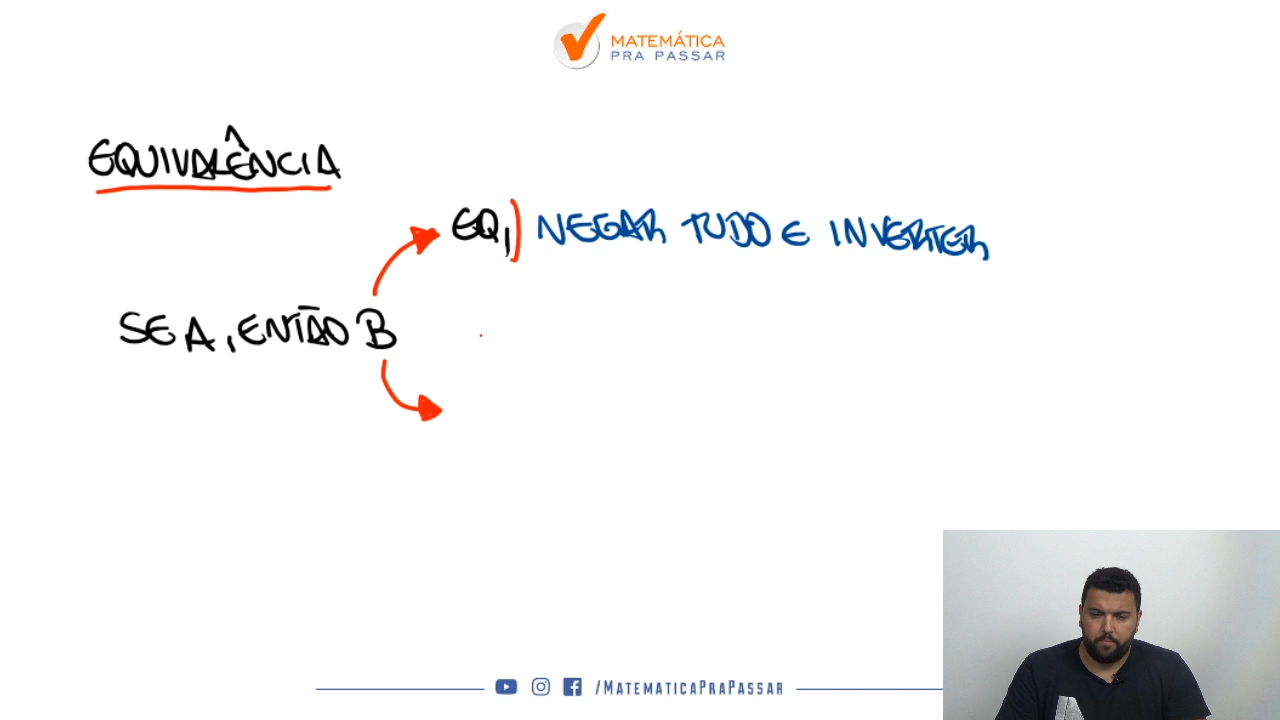 MATEMÁTICA
PRA PASSAR
EQUIVALÊNCIA
EQ1) NEGAR TUDO E INVERTER
SE A, ENTÃO B
/MATEMATICAPRAPASSAR